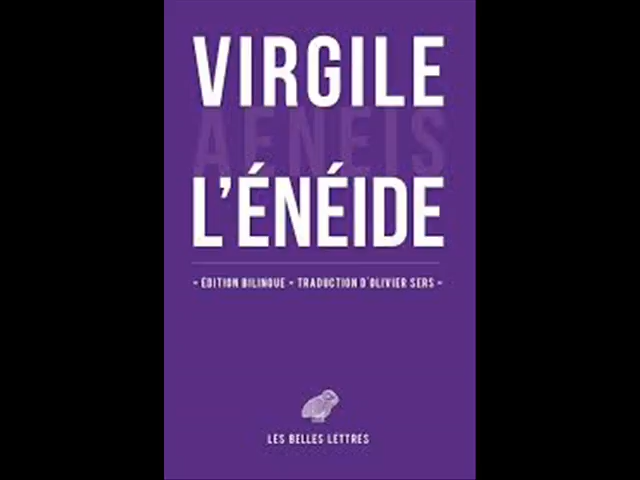 VIRGILE
AENEIS
L'ÉNÉIDE
- ÉDITION BILINGUE - TRADUCTION D'OLIVIER SERS -
LES BELLES LETTRES